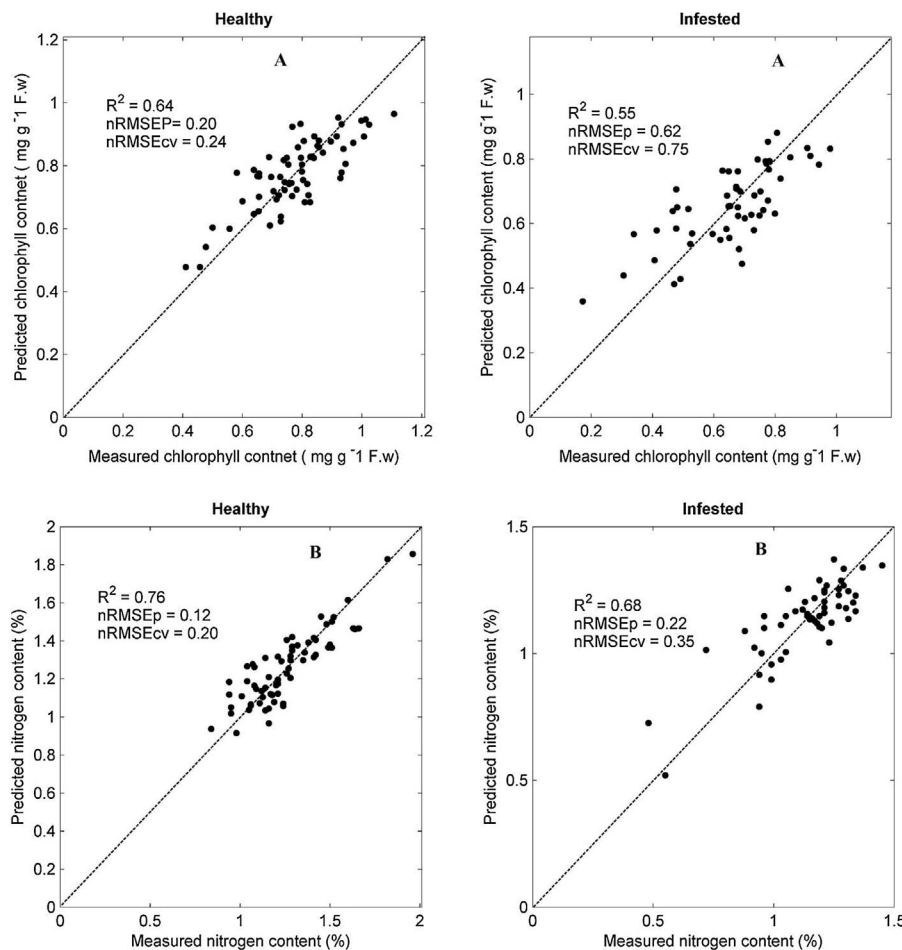 Healthy
A
R² = 0.64
nRMSEP= 0.20
nRMSEcv = 0.24
Predicted chlorophyll contnet ( mg g⁻1 F.w)
1.2
1
0.8
0.6
0.4
0.2
0
0 0.2 0.4 0.6 0.8 1 1.2
Measured chlorophyll contnet ( mg g⁻1 F.w)
Infested
A
R² = 0.55
nRMSEp = 0.62
nRMSEcv = 0.75
Predicted chlorophyll content (mg g⁻1 F.w)
1
0.8
0.6
0.4
0.2
0
0 0.2 0.4 0.6 0.8 1
Measured chlorophyll content (mg g⁻1 F.w)
Healthy
B
R² = 0.76
nRMSEp = 0.12
nRMSEcv = 0.20
Predicted nitrogen content (%)
2
1.8
1.6
1.4
1.2
1
0.8
0.6
0.4
0.2
0
0 0.5 1 1.5 2
Measured nitrogen content (%)
Infested
B
R² = 0.68
nRMSEp = 0.22
nRMSEcv = 0.35
Predicted nitrogen content (%)
1.5
1
0.5
0
0 0.5 1 1.5
Measured nitrogen content (%)